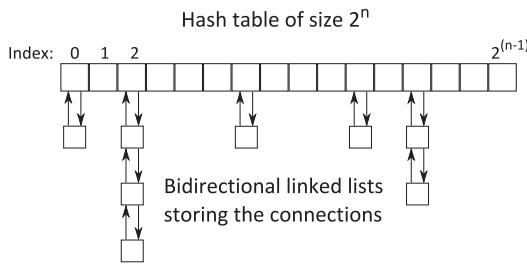 Hash table of size 2^n
Index: 0 1 2 2^(n-1)
Bidirectional linked lists
storing the connections